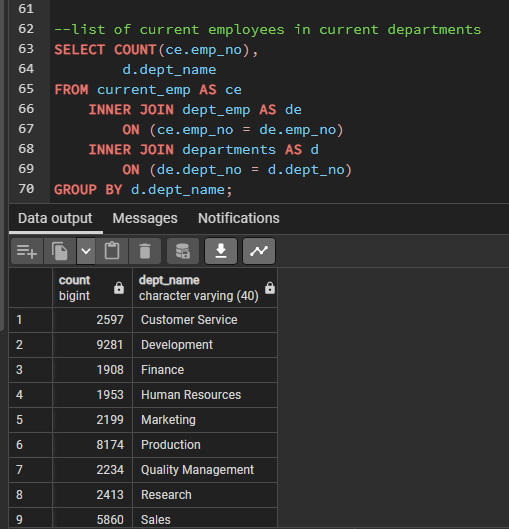 61
62 --list of current employees in current departments
63 SELECT COUNT(ce.emp_no),
64 d.dept_name
65 FROM current_emp AS ce
66 INNER JOIN dept_emp AS de
67 ON (ce.emp_no = de.emp_no)
68 INNER JOIN departments AS d
69 ON (de.dept_no = d.dept_no)
70 GROUP BY d.dept_name;
Data output Messages Notifications
count dept_name
bigint character varying (40)
1 2597 Customer Service
2 9281 Development
3 1908 Finance
4 1953 Human Resources
5 2199 Marketing
6 8174 Production
7 2234 Quality Management
8 2413 Research
9 5860 Sales